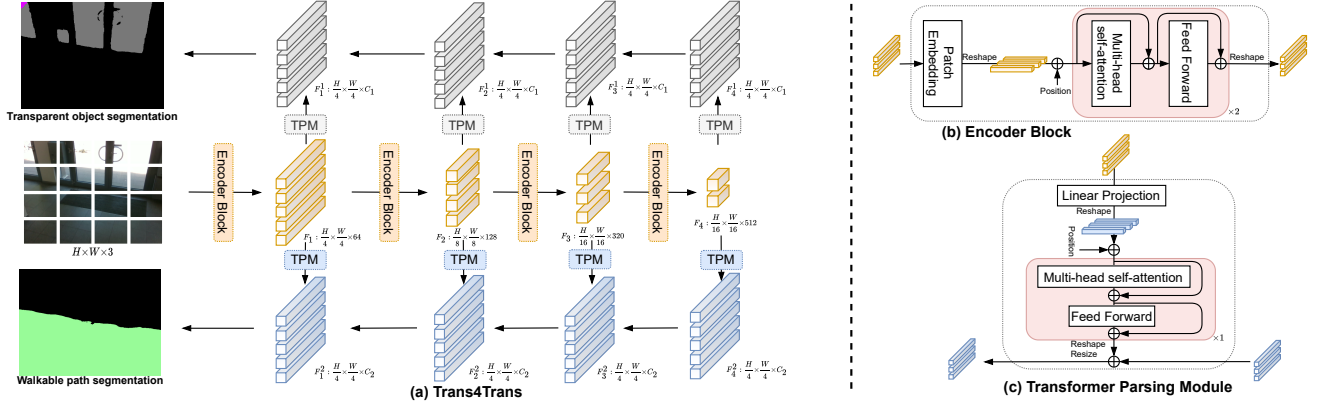 Transparent object segmentation
H×W×3
Walkable path segmentation
Encoder Block
Encoder Block
Encoder Block
Encoder Block
F_1^1 : H/4 × W/4 ×C_1
F_2^1 : H/4 × W/4 ×C_1
F_3^1 : H/4 × W/4 ×C_1
F_4^1 : H/4 × W/4 ×C_1
TPM
TPM
TPM
TPM
F_1 : H/4 × W/4 ×64
F_2 : H/8 × W/8 ×128
F_3 : H/16 × W/16 ×320
F_4 : H/16 × W/16 ×512
TPM
TPM
TPM
TPM
F_1^2 : H/4 × W/4 ×C_2
F_2^2 : H/4 × W/4 ×C_2
F_3^2 : H/4 × W/4 ×C_2
F_4^2 : H/4 × W/4 ×C_2
(a) Trans4Trans
Patch
Embedding
Reshape
Position
Multi-head
self-attention
Feed Forward
Reshape
×2
(b) Encoder Block
Linear Projection
Reshape
Position
Multi-head self-attention
Feed Forward
×1
Reshape
Resize
(c) Transformer Parsing Module